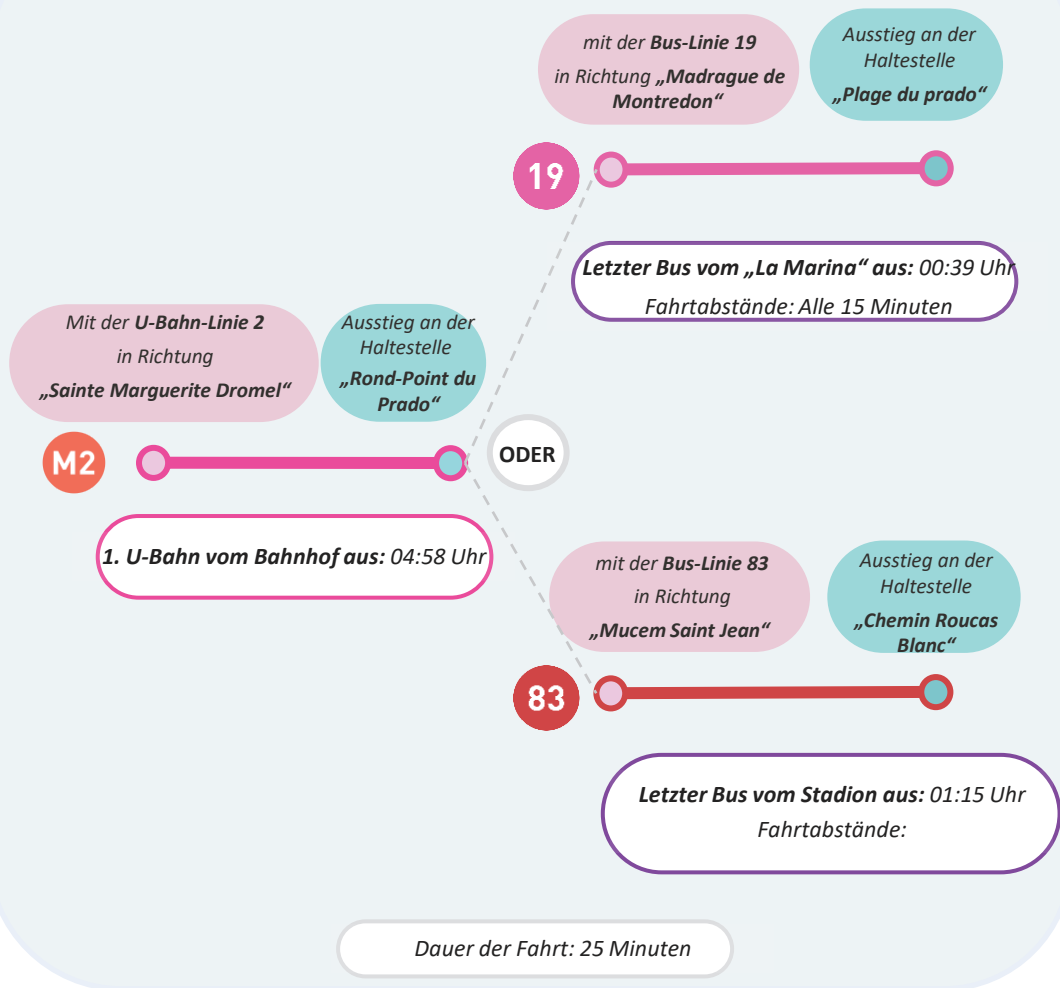 mit der Bus-Linie 19
in Richtung „Madrague de
Montredon“
Ausstieg an der
Haltestelle
„Plage du prado“
19
Letzter Bus vom „La Marina“ aus: 00:39 Uhr
Fahrtabstände: Alle 15 Minuten
Mit der U-Bahn-Linie 2
in Richtung
„Sainte Marguerite Dromel“
Ausstieg an der
Haltestelle
„Rond-Point du
Prado“
M2
ODER
1. U-Bahn vom Bahnhof aus: 04:58 Uhr
mit der Bus-Linie 83
in Richtung
„Mucem Saint Jean“
Ausstieg an der
Haltestelle
„Chemin Roucas
Blanc“
83
Letzter Bus vom Stadion aus: 01:15 Uhr
Fahrtabstände:
Dauer der Fahrt: 25 Minuten